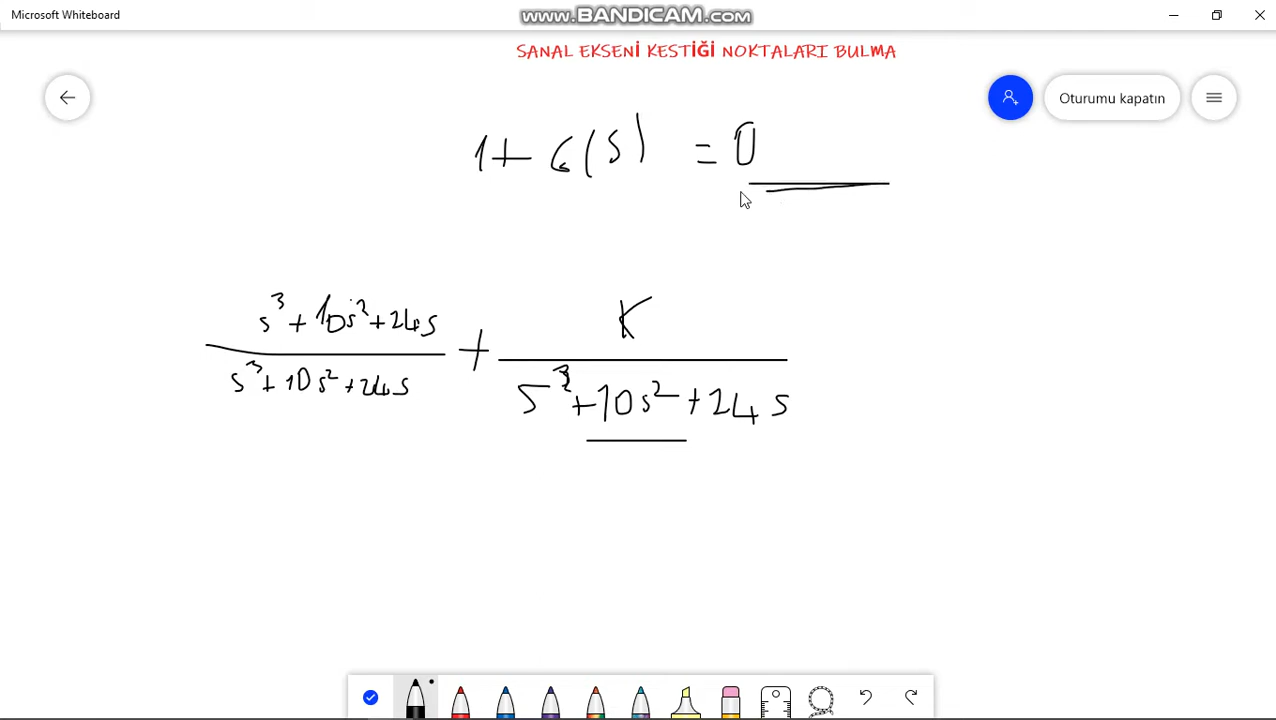 Microsoft Whiteboard
www.BANDICAM.com
SANAL EKSENİ KESTİĞİ NOKTALARI BULMA
Oturumu kapatın
1+G(s) = 0
s³+10s²+24s + K
s³+10s²+24s s³+10s²+24s